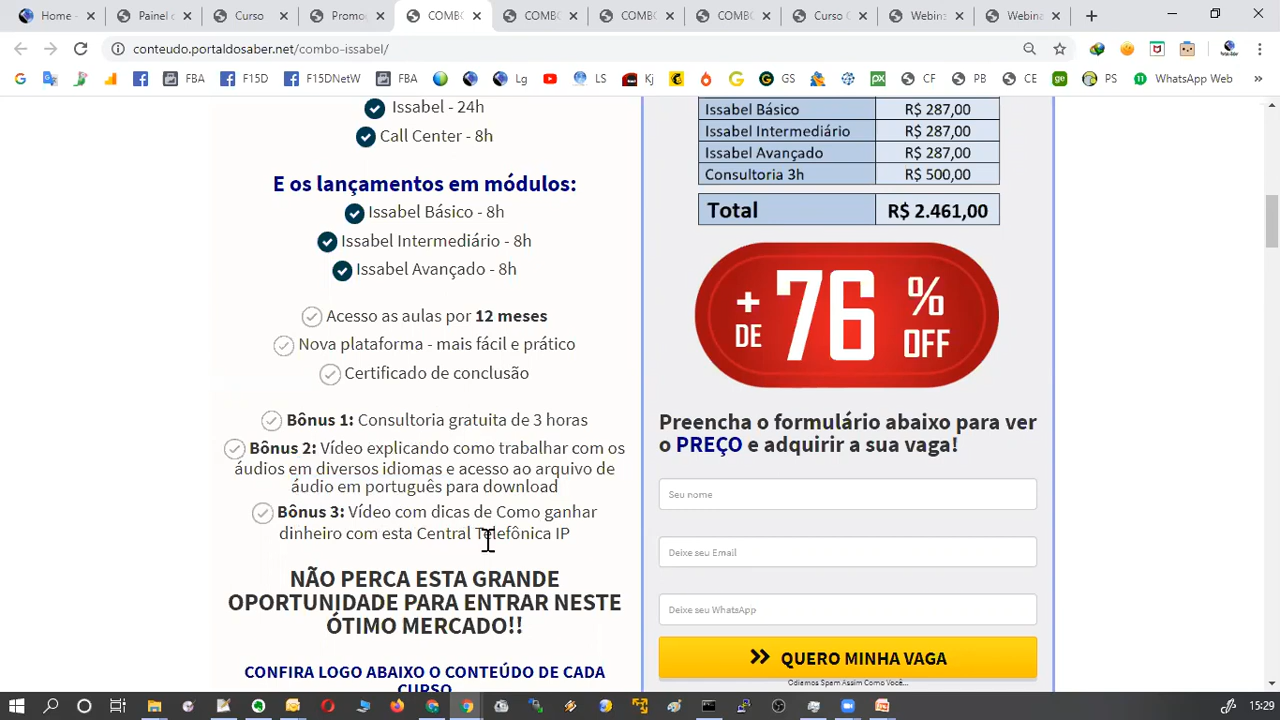 Home -
Painel c
Curso
Promo
COMBO
COMBO
COMBO
COMBO
Curso C
Webin
Webina
conteudo.portaldosaber.net/combo-issabel/
FBA
F15D
F15DNetW
FBA
Lg
LS
Kj
GS
CF
PB
CE
PS
WhatsApp Web
Issabel - 24h
Call Center - 8h
E os lançamentos em módulos:
Issabel Básico - 8h
Issabel Intermediário - 8h
Issabel Avançado - 8h
Acesso as aulas por 12 meses
Nova plataforma - mais fácil e prático
Certificado de conclusão
Bônus 1: Consultoria gratuita de 3 horas
Bônus 2: Vídeo explicando como trabalhar com os
áudios em diversos idiomas e acesso ao arquivo de
áudio em português para download
Bônus 3: Vídeo com dicas de Como ganhar
dinheiro com esta Central Telefônica IP
NÃO PERCA ESTA GRANDE
OPORTUNIDADE PARA ENTRAR NESTE
ÓTIMO MERCADO!!
CONFIRA LOGO ABAIXO O CONTEÚDO DE CADA
CURSO
Issabel Básico R$ 287,00
Issabel Intermediário R$ 287,00
Issabel Avançado R$ 287,00
Consultoria 3h R$ 500,00
Total R$ 2.461,00
+ DE 76 % OFF
Preencha o formulário abaixo para ver
o PREÇO e adquirir a sua vaga!
Seu nome
Deixe seu Email
Deixe seu WhatsApp
QUERO MINHA VAGA
Odiamos Spam Assim Como Você...
15:29